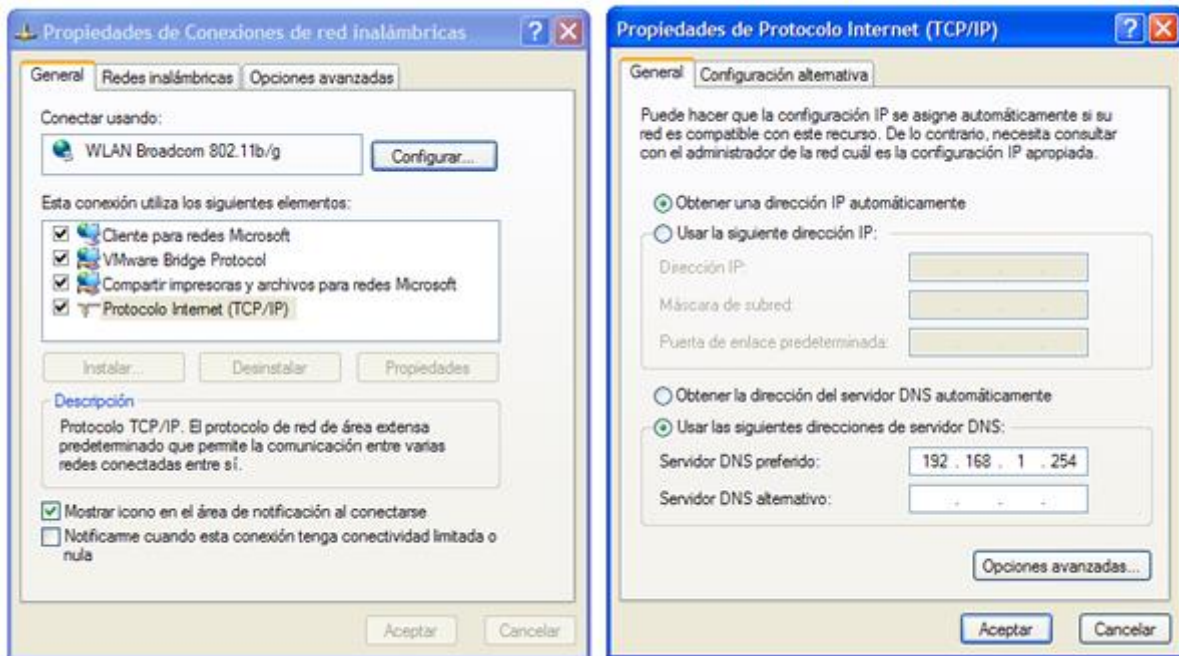 Propiedades de Conexiones de red inalámbricas
General
Redes inalámbricas
Opciones avanzadas
Conectar usando:
WLAN Broadcom 802.11b/g
Configurar...
Esta conexión utiliza los siguientes elementos:
Cliente para redes Microsoft
VMware Bridge Protocol
Compartir impresoras y archivos para redes Microsoft
Protocolo Internet (TCP/IP)
Instalar...
Desinstalar
Propiedades
Descripción
Protocolo TCP/IP. El protocolo de red de área extensa
predeterminado que permite la comunicación entre varias
redes conectadas entre sí.
Mostrar icono en el área de notificación al conectarse
Notificarme cuando esta conexión tenga conectividad limitada o
nula
Aceptar
Cancelar
Propiedades de Protocolo Internet (TCP/IP)
General
Configuración alternativa
Puede hacer que la configuración IP se asigne automáticamente si su
red es compatible con este recurso. De lo contrario, necesita consultar
con el administrador de la red cuál es la configuración IP apropiada.
Obtener una dirección IP automáticamente
Usar la siguiente dirección IP:
Dirección IP:
Máscara de subred:
Puerta de enlace predeterminada:
Obtener la dirección del servidor DNS automáticamente
Usar las siguientes direcciones de servidor DNS:
Servidor DNS preferido:
192 . 168 . 1 . 254
Servidor DNS alternativo:
Opciones avanzadas...
Aceptar
Cancelar